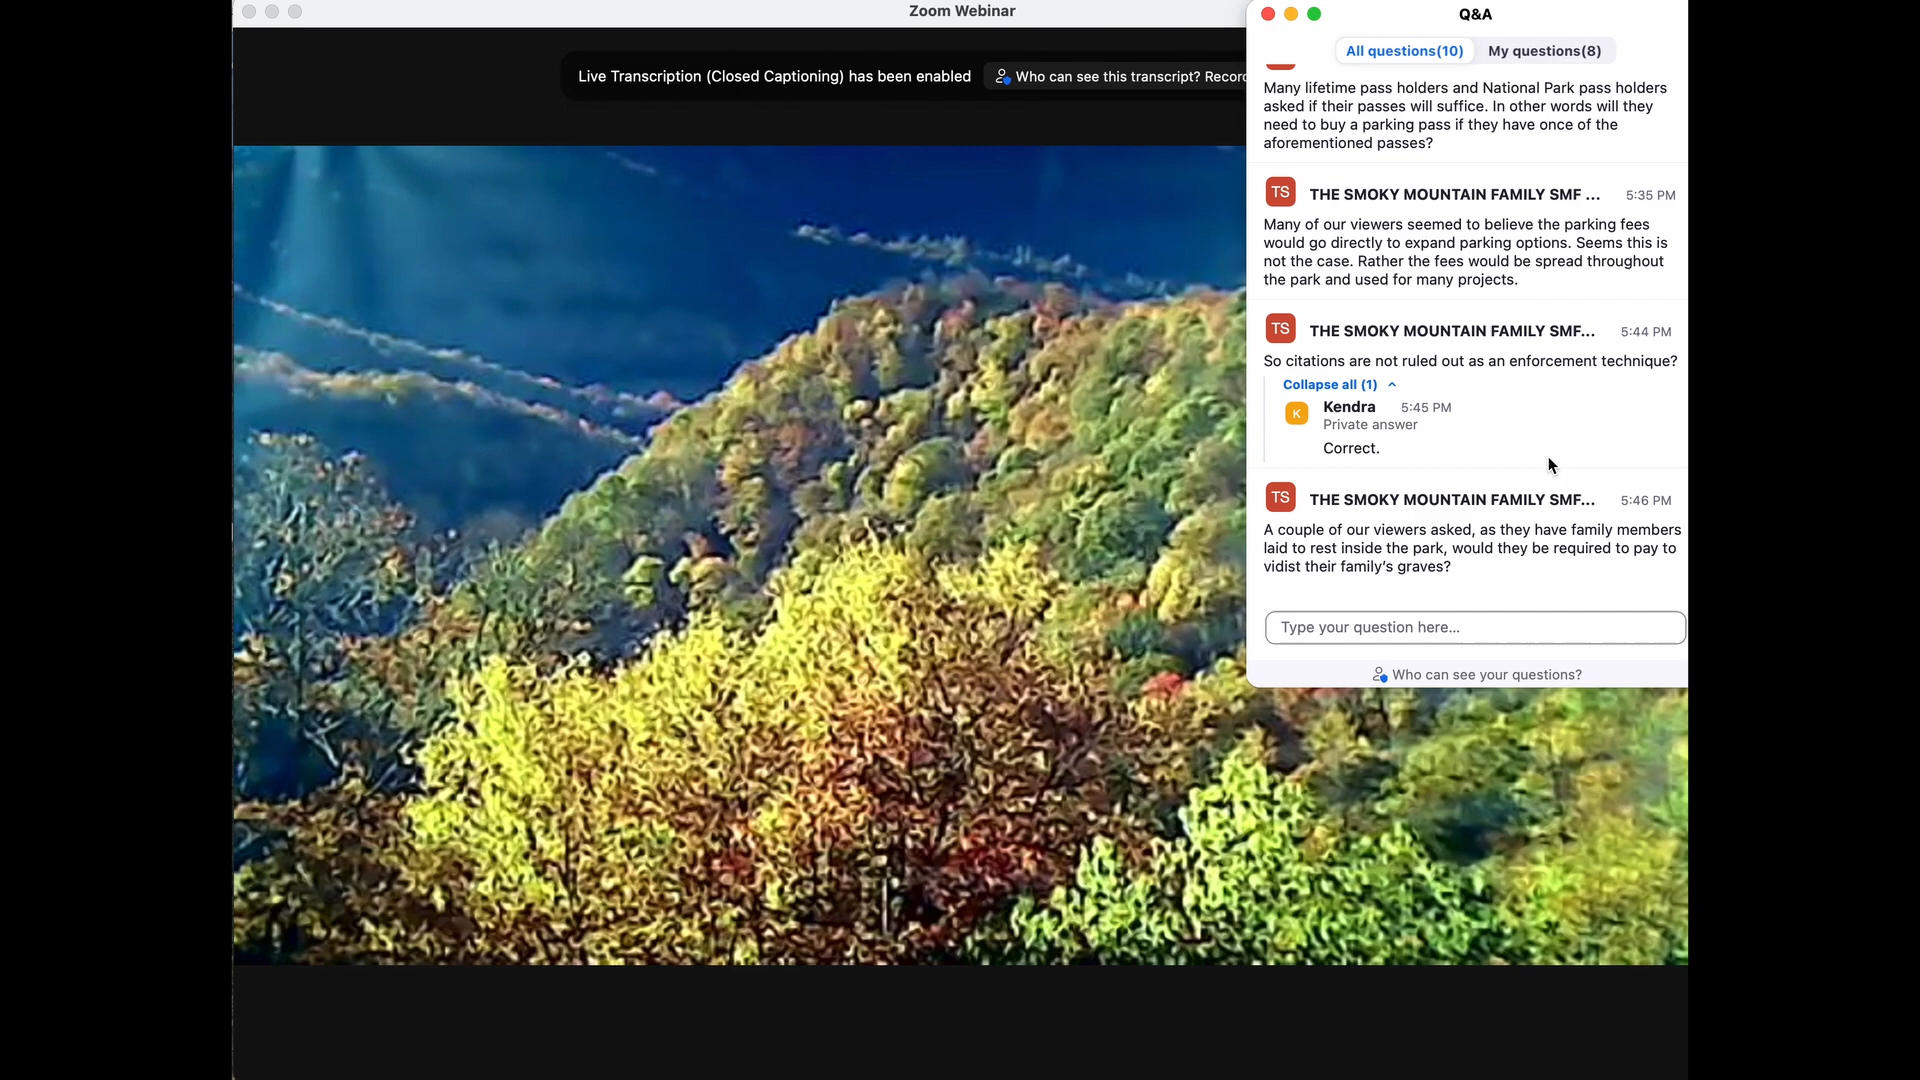 Zoom Webinar
Live Transcription (Closed Captioning) has been enabled
Who can see this transcript?
Q&A
All questions(10)
My questions(8)
Many lifetime pass holders and National Park pass holders
asked if their passes will suffice. In other words will they
need to buy a parking pass if they have once of the
aforementioned passes?
TS
THE SMOKY MOUNTAIN FAMILY SMF ...
5:35 PM
Many of our viewers seemed to believe the parking fees
would go directly to expand parking options. Seems this is
not the case. Rather the fees would be spread throughout
the park and used for many projects.
TS
THE SMOKY MOUNTAIN FAMILY SMF...
5:44 PM
So citations are not ruled out as an enforcement technique?
Collapse all (1)
K
Kendra
5:45 PM
Private answer
Correct.
TS
THE SMOKY MOUNTAIN FAMILY SMF...
5:46 PM
A couple of our viewers asked, as they have family members
laid to rest inside the park, would they be required to pay to
vidist their family's graves?
Type your question here...
Who can see your questions?